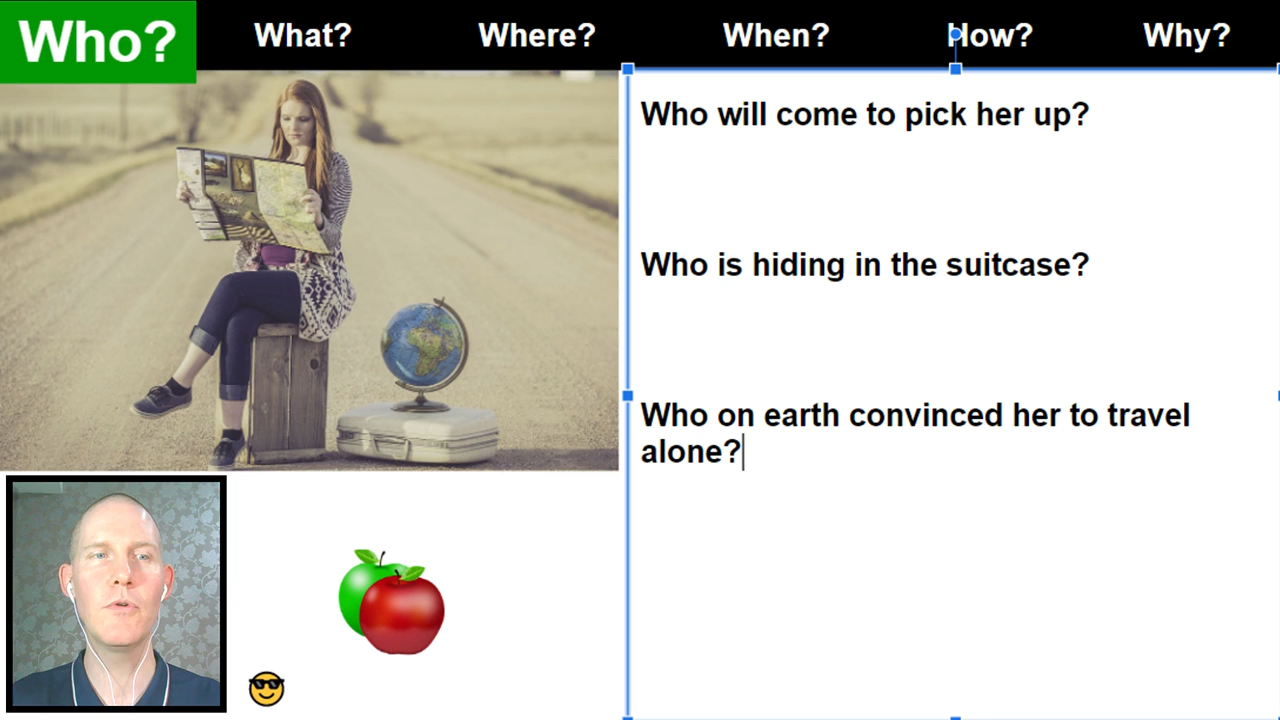 Who?
What?
Where?
When?
How?
Why?
Who will come to pick her up?
Who is hiding in the suitcase?
Who on earth convinced her to travel
alone?